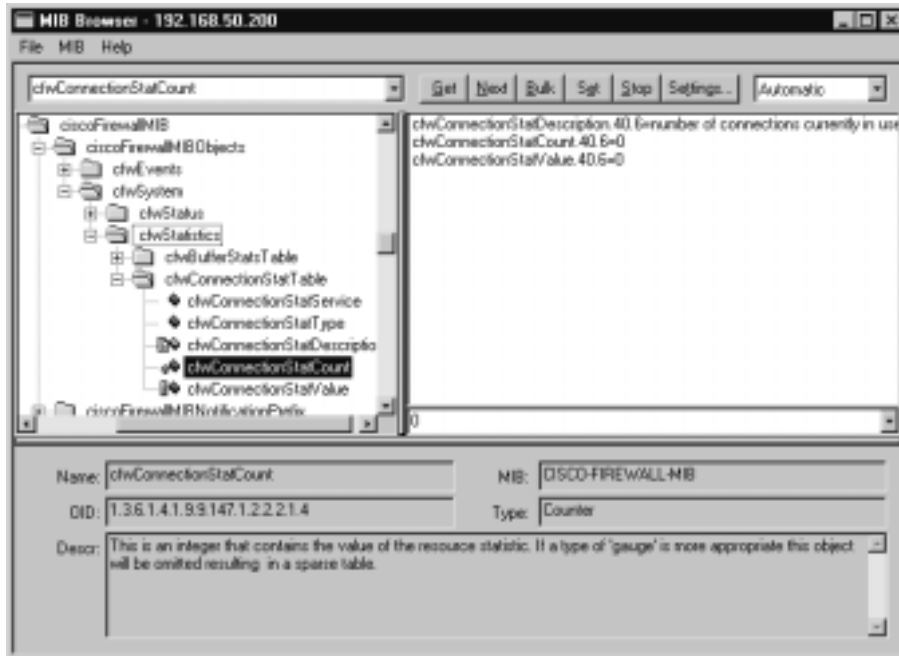 MIB Browser - 192.168.50.200
File MIB Help
cfwConnectionStatCount
Get Next Bulk Set Stop Settings... Automatic
ciscoFirewallMIB
ciscoFirewallMIBObjects
cfwEvents
cfwSystem
cfwStatus
cfwStatistics
cfwBufferStatsTable
cfwConnectionStatTable
cfwConnectionStatService
cfwConnectionStatType
cfwConnectionStatDescriptio
cfwConnectionStatCount
cfwConnectionStatValue
ciscoFirewallMIBNotificationPrefix
cfwConnectionStatDescription.40.6=number of connections currently in use
cfwConnectionStatCount.40.6=0
cfwConnectionStatValue.40.6=0
0
Name: cfwConnectionStatCount
MIB: CISCO-FIREWALL-MIB
OID: 1.3.6.1.4.1.9.9.147.1.2.2.2.1.4
Type: Counter
Descr: This is an integer that contains the value of the resource statistic. If a type of 'gauge' is more appropriate this object
will be omitted resulting in a sparse table.